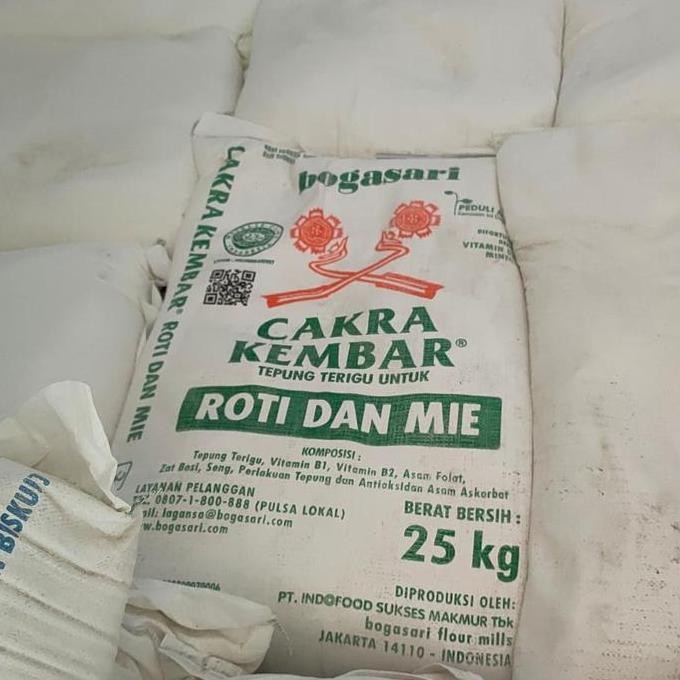 bogasari
PEDULI
VITAMIN
CAKRA
KEMBAR®
TEPUNG TERIGU UNTUK
ROTI DAN MIE
KOMPOSISI :
Tepung Terigu, Vitamin B1, Vitamin B2, Asam Folat,
Zat Besi, Seng, Perlakuan Tepung dan Antioksidan Asam Askorbat
LAYANAN PELANGGAN
0807-1-800-888 (PULSA LOKAL)
lagansa@bogasari.com
w.bogasari.com
BERAT BERSIH :
25 kg
DIPRODUKSI OLEH:
PT. INDOFOOD SUKSES MAKMUR Tbk
bogasari flour mills
JAKARTA 14110 - INDONESIA
CAKRA KEMBAR® ROTI DAN MIE
BISKUIT